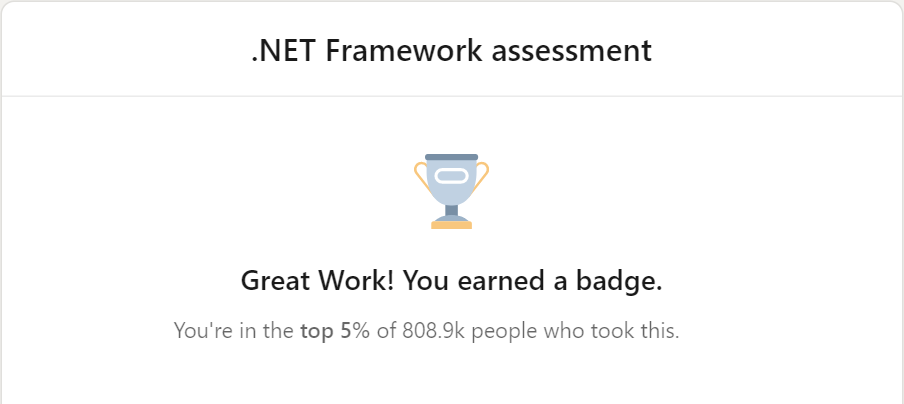 .NET Framework assessment
Great Work! You earned a badge.
You're in the top 5% of 808.9k people who took this.